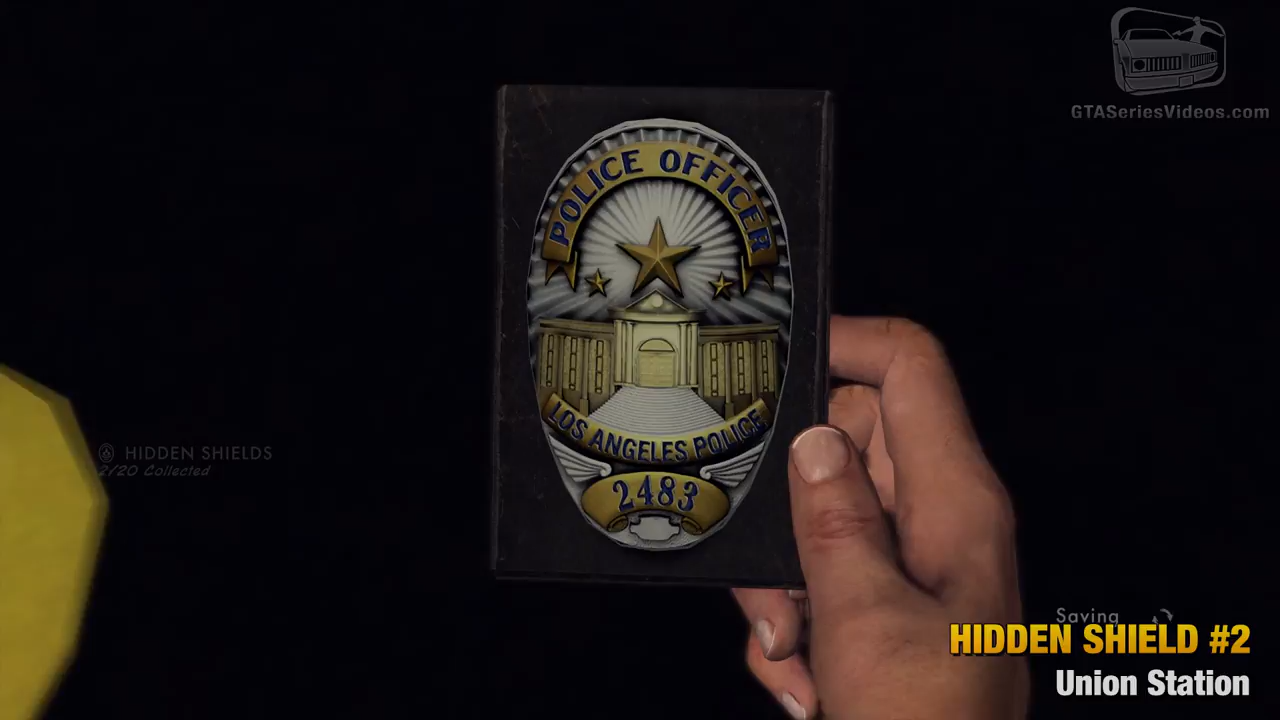 GTASeriesVideos.com
POLICE OFFICER
LOS ANGELES POLICE
2483
HIDDEN SHIELDS
2/20 Collected
Saving
HIDDEN SHIELD #2
Union Station